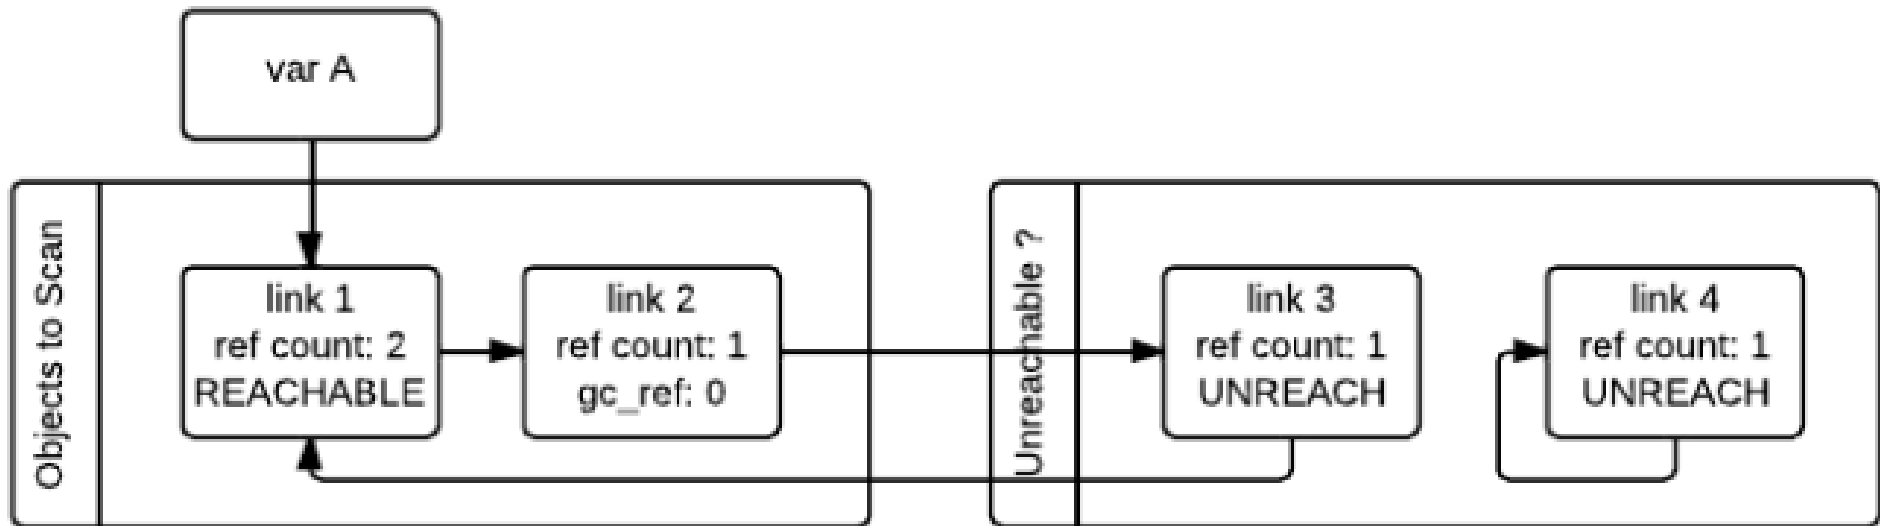 var A
Objects to Scan
link 1
ref count: 2
REACHABLE
link 2
ref count: 1
gc_ref: 0
Unreachable ?
link 3
ref count: 1
UNREACH
link 4
ref count: 1
UNREACH